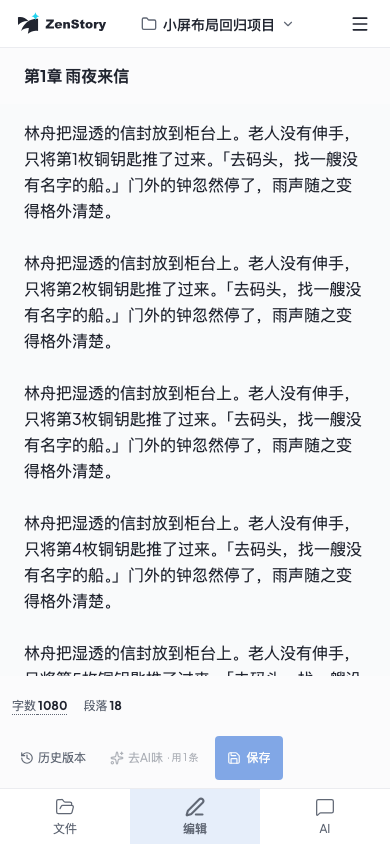 ZenStory 小屏布局回归项目
第1章 雨夜来信
林舟把湿透的信封放到柜台上。老人没有伸手，
只将第1枚铜钥匙推了过来。「去码头，找一艘没
有名字的船。」门外的钟忽然停了，雨声随之变
得格外清楚。
林舟把湿透的信封放到柜台上。老人没有伸手，
只将第2枚铜钥匙推了过来。「去码头，找一艘没
有名字的船。」门外的钟忽然停了，雨声随之变
得格外清楚。
林舟把湿透的信封放到柜台上。老人没有伸手，
只将第3枚铜钥匙推了过来。「去码头，找一艘没
有名字的船。」门外的钟忽然停了，雨声随之变
得格外清楚。
林舟把湿透的信封放到柜台上。老人没有伸手，
只将第4枚铜钥匙推了过来。「去码头，找一艘没
有名字的船。」门外的钟忽然停了，雨声随之变
得格外清楚。
林舟把湿透的信封放到柜台上。老人没有伸手，
字数 1080 段落 18
历史版本 去AI味 · 用1条 保存
文件 编辑 AI